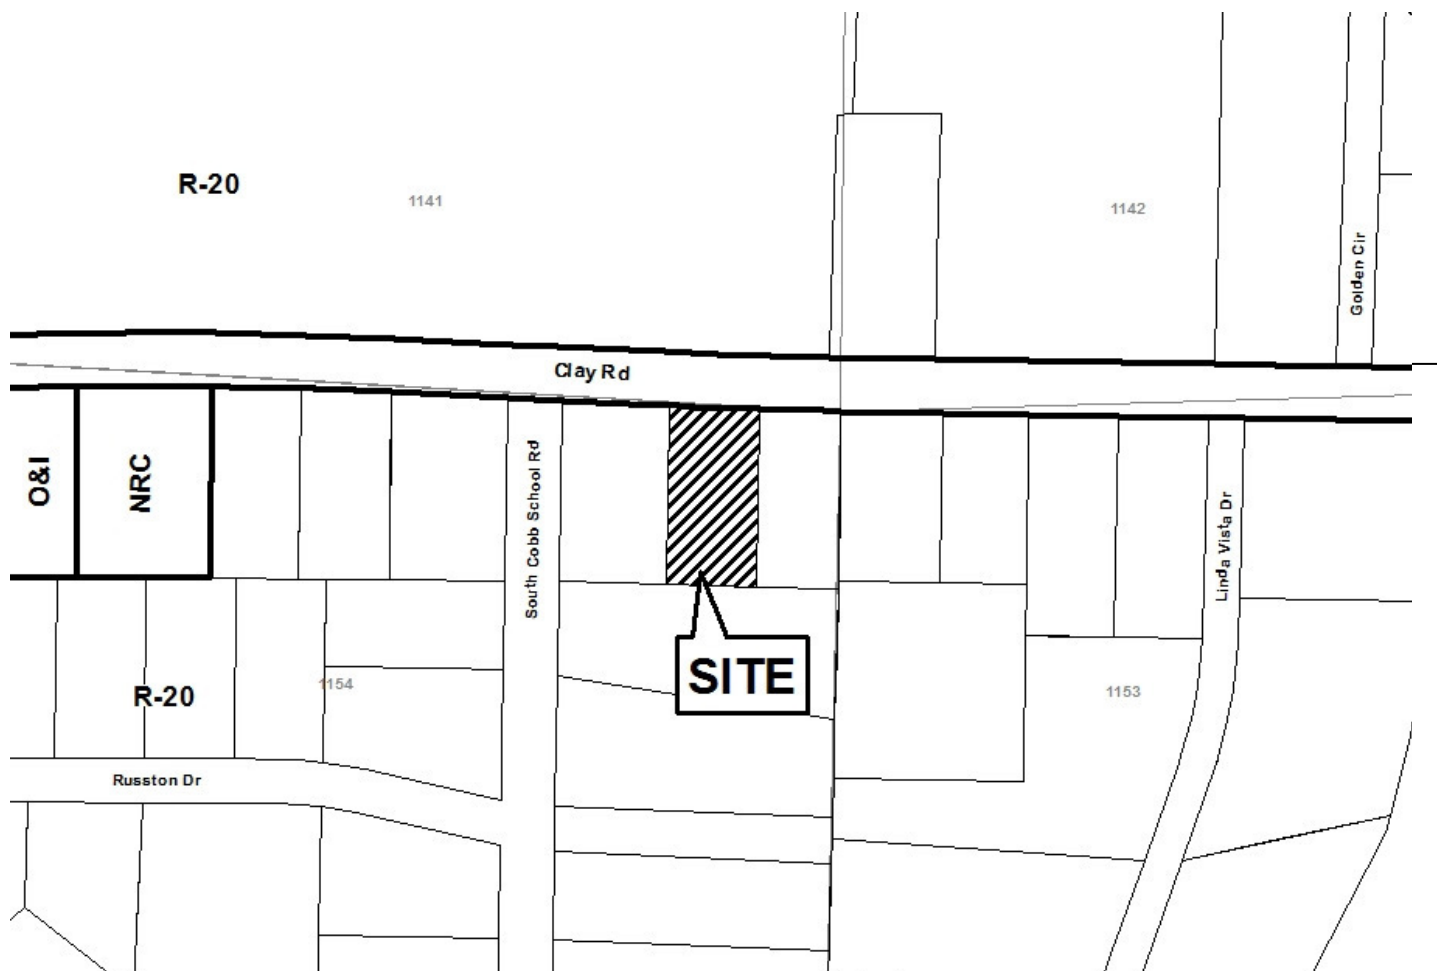 R-20
1141
1142
Golden Cir
Clay Rd
O&I
NRC
South Cobb School Rd
Linda Vista Dr
SITE
R-20
1154
1153
Russton Dr